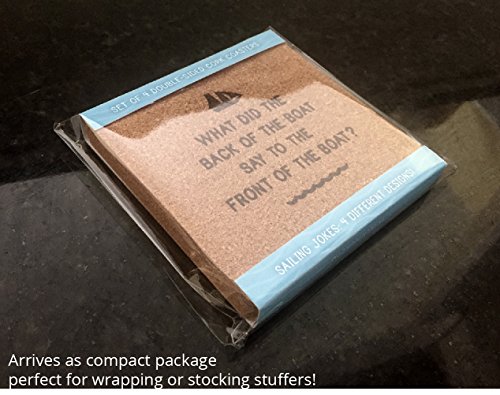 SET OF 4 DOUBLE-SIDED CORK COASTERS
WHAT DID THE
BACK OF THE BOAT
SAY TO THE
FRONT OF THE BOAT?
SAILING JOKES: 4 DIFFERENT DESIGNS!
Arrives as compact package
perfect for wrapping or stocking stuffers!